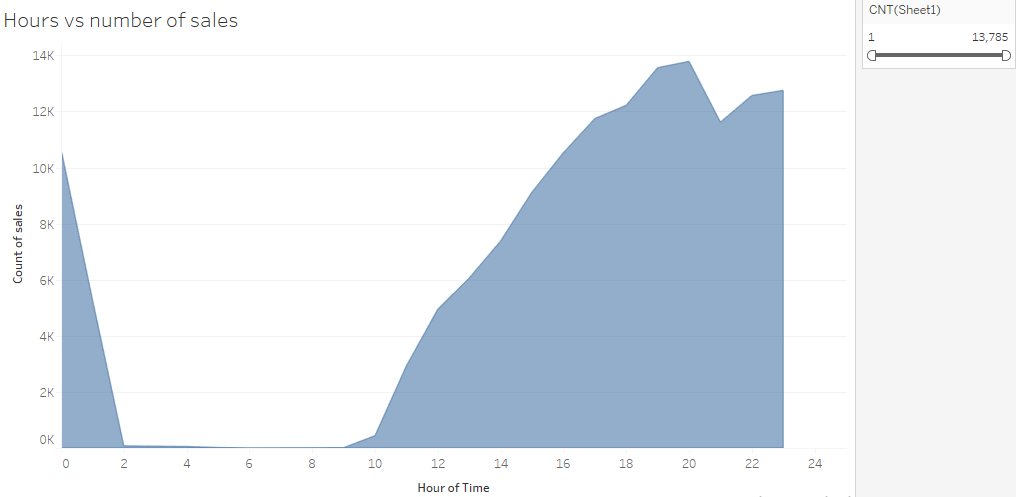 Hours vs number of sales
CNT(Sheet1)
1 13,785
14K
12K
10K
8K
6K
4K
2K
0K
Count of sales
0 2 4 6 8 10 12 14 16 18 20 22 24
Hour of Time